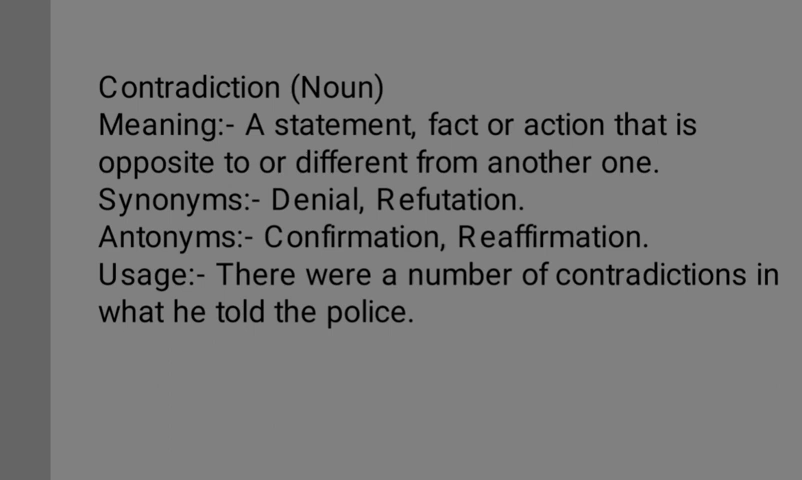 Contradiction (Noun)
Meaning:- A statement, fact or action that is
opposite to or different from another one.
Synonyms:- Denial, Refutation.
Antonyms:- Confirmation, Reaffirmation.
Usage:- There were a number of contradictions in
what he told the police.